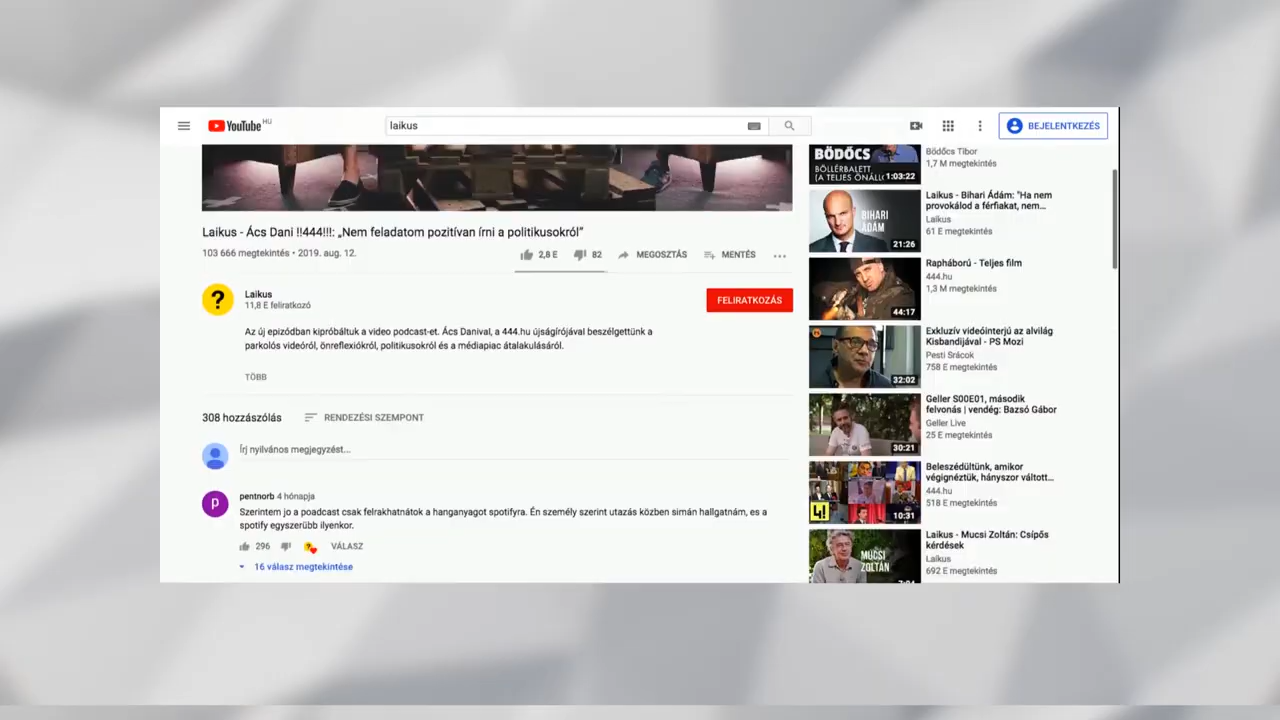 YouTube HU
laikus
BEJELENTKEZÉS
Laikus - Ács Dani !!444!!!: „Nem feladatom pozitívan írni a politikusokról”
103 666 megtekintés • 2019. aug. 12.
2,8 E
82
MEGOSZTÁS
MENTÉS
?
Laikus
11,8 E feliratkozó
FELIRATKOZÁS
Az új epizódban kipróbáltuk a video podcast-et. Ács Danival, a 444.hu újságírójával beszélgettünk a
parkolós videóról, önreflexiókról, politikusokról és a médiapiac átalakulásáról.
TÖBB
308 hozzászólás
RENDEZÉSI SZEMPONT
Írj nyilvános megjegyzést...
p
pentnorb 4 hónapja
Szerintem jo a poadcast csak felrakhatnátok a hanganyagot spotifyra. Én személy szerint utazás közben simán hallgatnám, es a
spotify egyszerübb ilyenkor.
296
VÁLASZ
16 válasz megtekintése
BÖDŐCS
BÖLLÉRBALETT
(A TELJES ÖNÁLL
1:03:22
Bödőcs Tibor
1,7 M megtekintés
BIHARI
ÁDÁM
21:26
Laikus - Bihari Ádám: "Ha nem
provokálod a férfiakat, nem...
Laikus
61 E megtekintés
44:17
Rapháború - Teljes film
444.hu
1,3 M megtekintés
32:02
Exkluzív videóinterjú az alvilág
Kisbandijával - PS Mozi
Pesti Srácok
758 E megtekintés
30:21
Geller S00E01, második
felvonás | vendég: Bazsó Gábor
Geller Live
25 E megtekintés
4!
10:31
Beleszédültünk, amikor
végignéztük, hányszor váltott...
444.hu
518 E megtekintés
MUCSI
ZOLTÁN
Laikus - Mucsi Zoltán: Csípős
kérdések
Laikus
692 E megtekintés